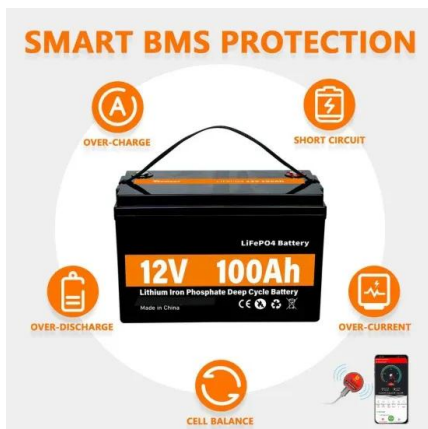 SMART BMS PROTECTION
A
OVER-CHARGE
SHORT CIRCUIT
LiFePO4 Battery
12V 100Ah
Lithium Iron Phosphate Deep Cycle Battery
Made in China
CE
OVER-DISCHARGE
OVER-CURRENT
CELL BALANCE